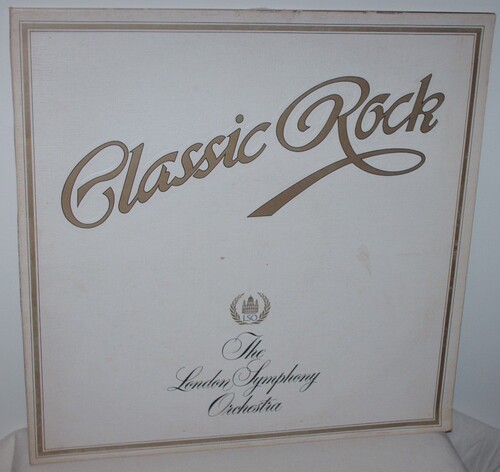 Classic Rock
LSO
The
London Symphony
Orchestra